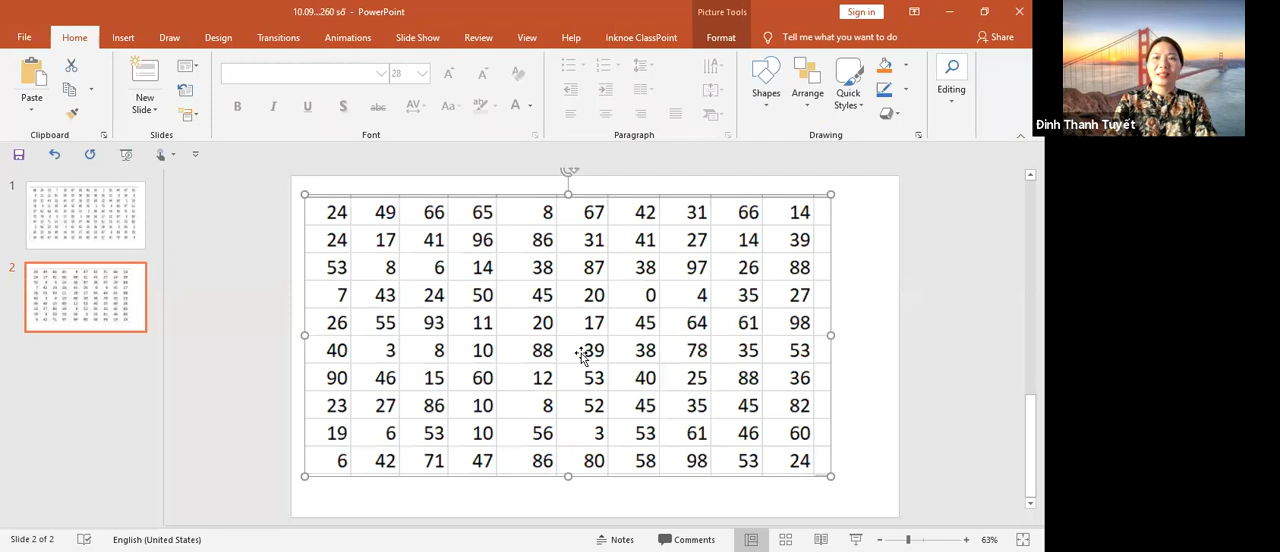 10.09...260 số - PowerPoint
Picture Tools
Sign in
File Home Insert Draw Design Transitions Animations Slide Show Review View Help Inknoe ClassPoint Format Tell me what you want to do Share
Paste
New Slide
28
B I U S abc AV Aa aby A
Shapes
Arrange
Quick Styles
Editing
Clipboard Slides Font Paragraph Drawing
Đinh Thanh Tuyết
1
2
24 49 66 65 8 67 42 31 66 14
24 17 41 96 86 31 41 27 14 39
53 8 6 14 38 87 38 97 26 88
7 43 24 50 45 20 0 4 35 27
26 55 93 11 20 17 45 64 61 98
40 3 8 10 88 39 38 78 35 53
90 46 15 60 12 53 40 25 88 36
23 27 86 10 8 52 45 35 45 82
19 6 53 10 56 3 53 61 46 60
6 42 71 47 86 80 58 98 53 24
Slide 2 of 2 English (United States) Notes Comments 63%